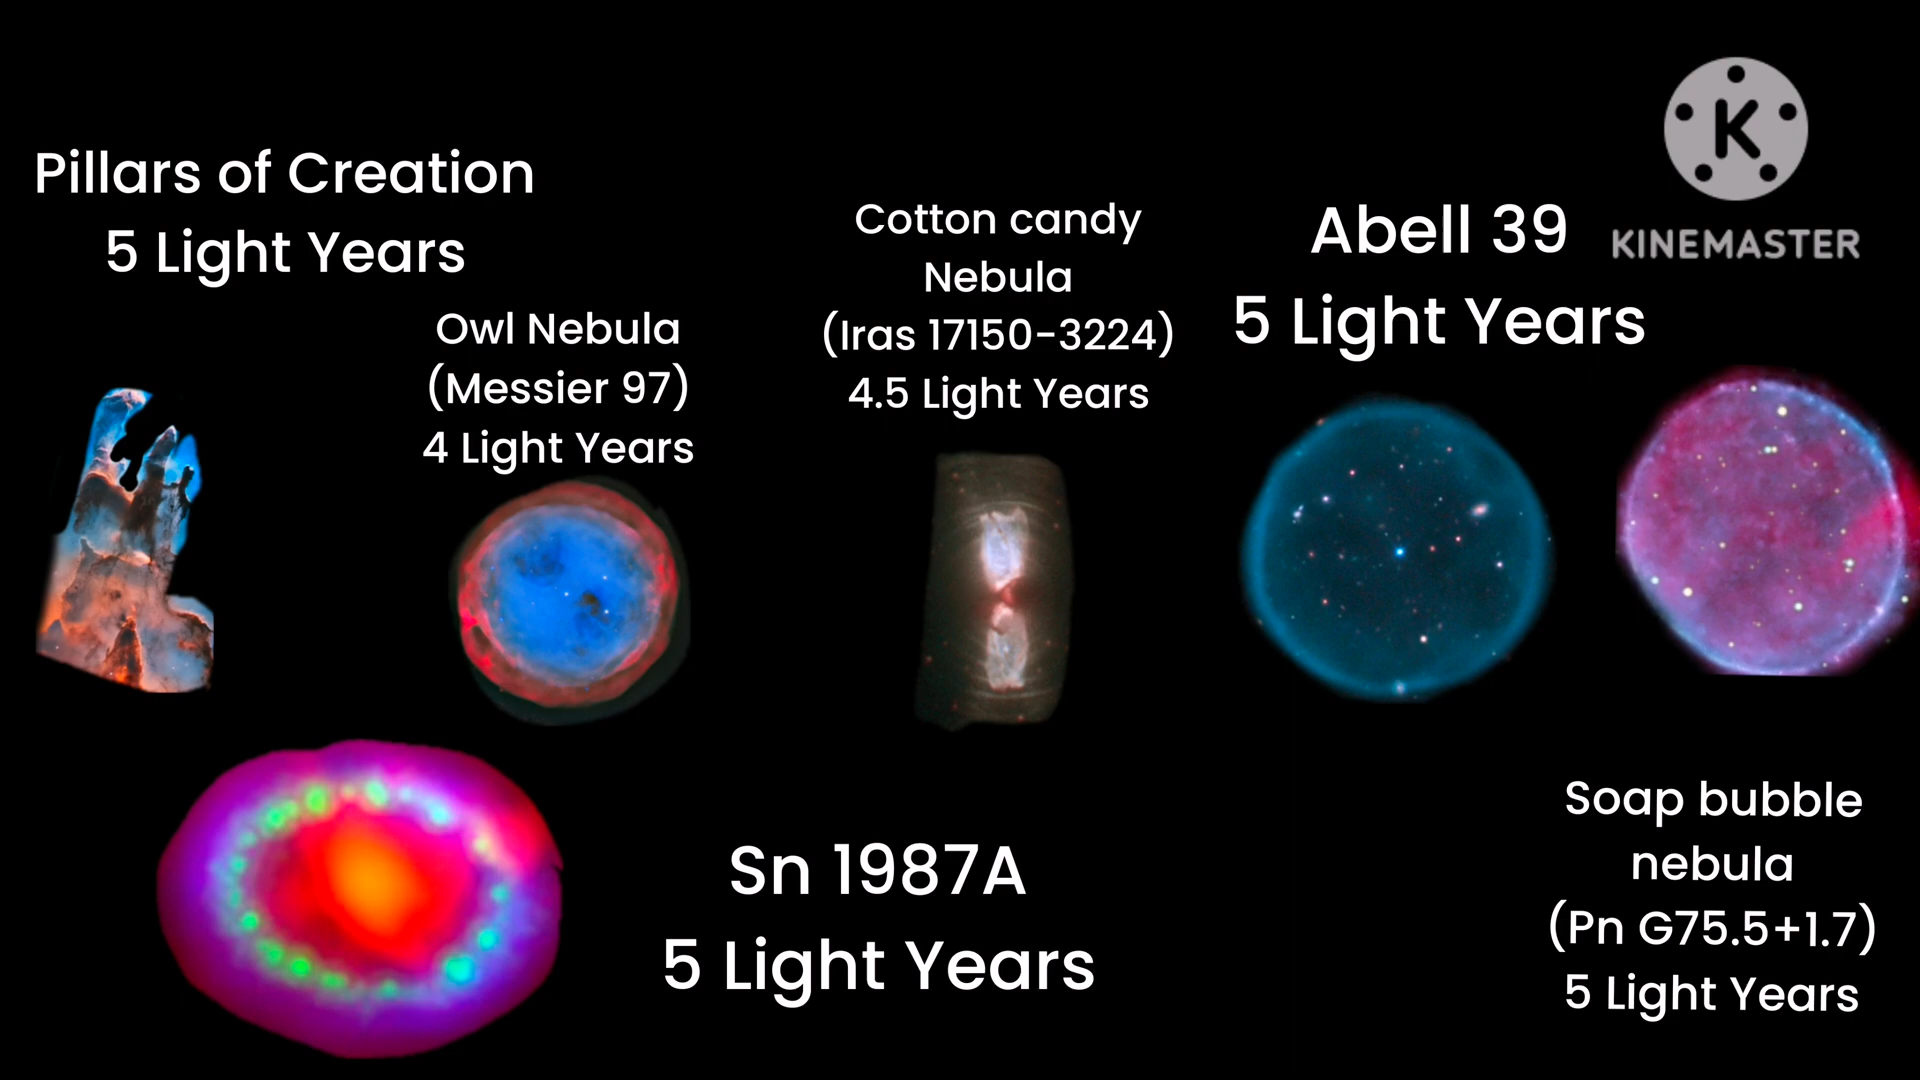 Pillars of Creation
5 Light Years
Owl Nebula
(Messier 97)
4 Light Years
Cotton candy
Nebula
(Iras 17150-3224)
4.5 Light Years
Abell 39
5 Light Years
K
KINEMASTER
Sn 1987A
5 Light Years
Soap bubble
nebula
(Pn G75.5+1.7)
5 Light Years